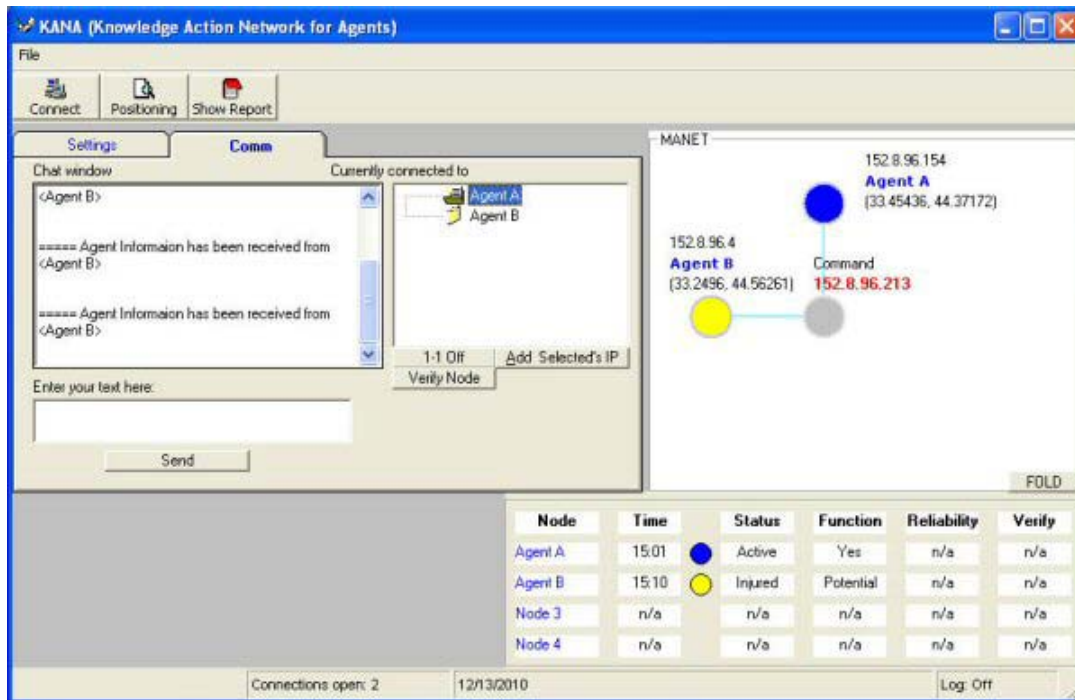 KANA (Knowledge Action Network for Agents)
File
Connect Positioning Show Report
Settings Comm
Chat window Currently connected to
<Agent B>
===== Agent Informaion has been received from
<Agent B>
===== Agent Informaion has been received from
<Agent B>
Agent A
Agent B
1-1 Off Add Selected's IP
Verify Node
Enter your text here:
Send
MANET
152.8.96.154
Agent A
(33.45436, 44.37172)
152.8.96.4
Agent B
(33.2496, 44.56261)
Command
152.8.96.213
FOLD
Node Time Status Function Reliability Verify
Agent A 15:01 Active Yes n/a n/a
Agent B 15:10 Injured Potential n/a n/a
Node 3 n/a n/a n/a n/a n/a
Node 4 n/a n/a n/a n/a n/a
Connections open: 2 12/13/2010 Log: Off